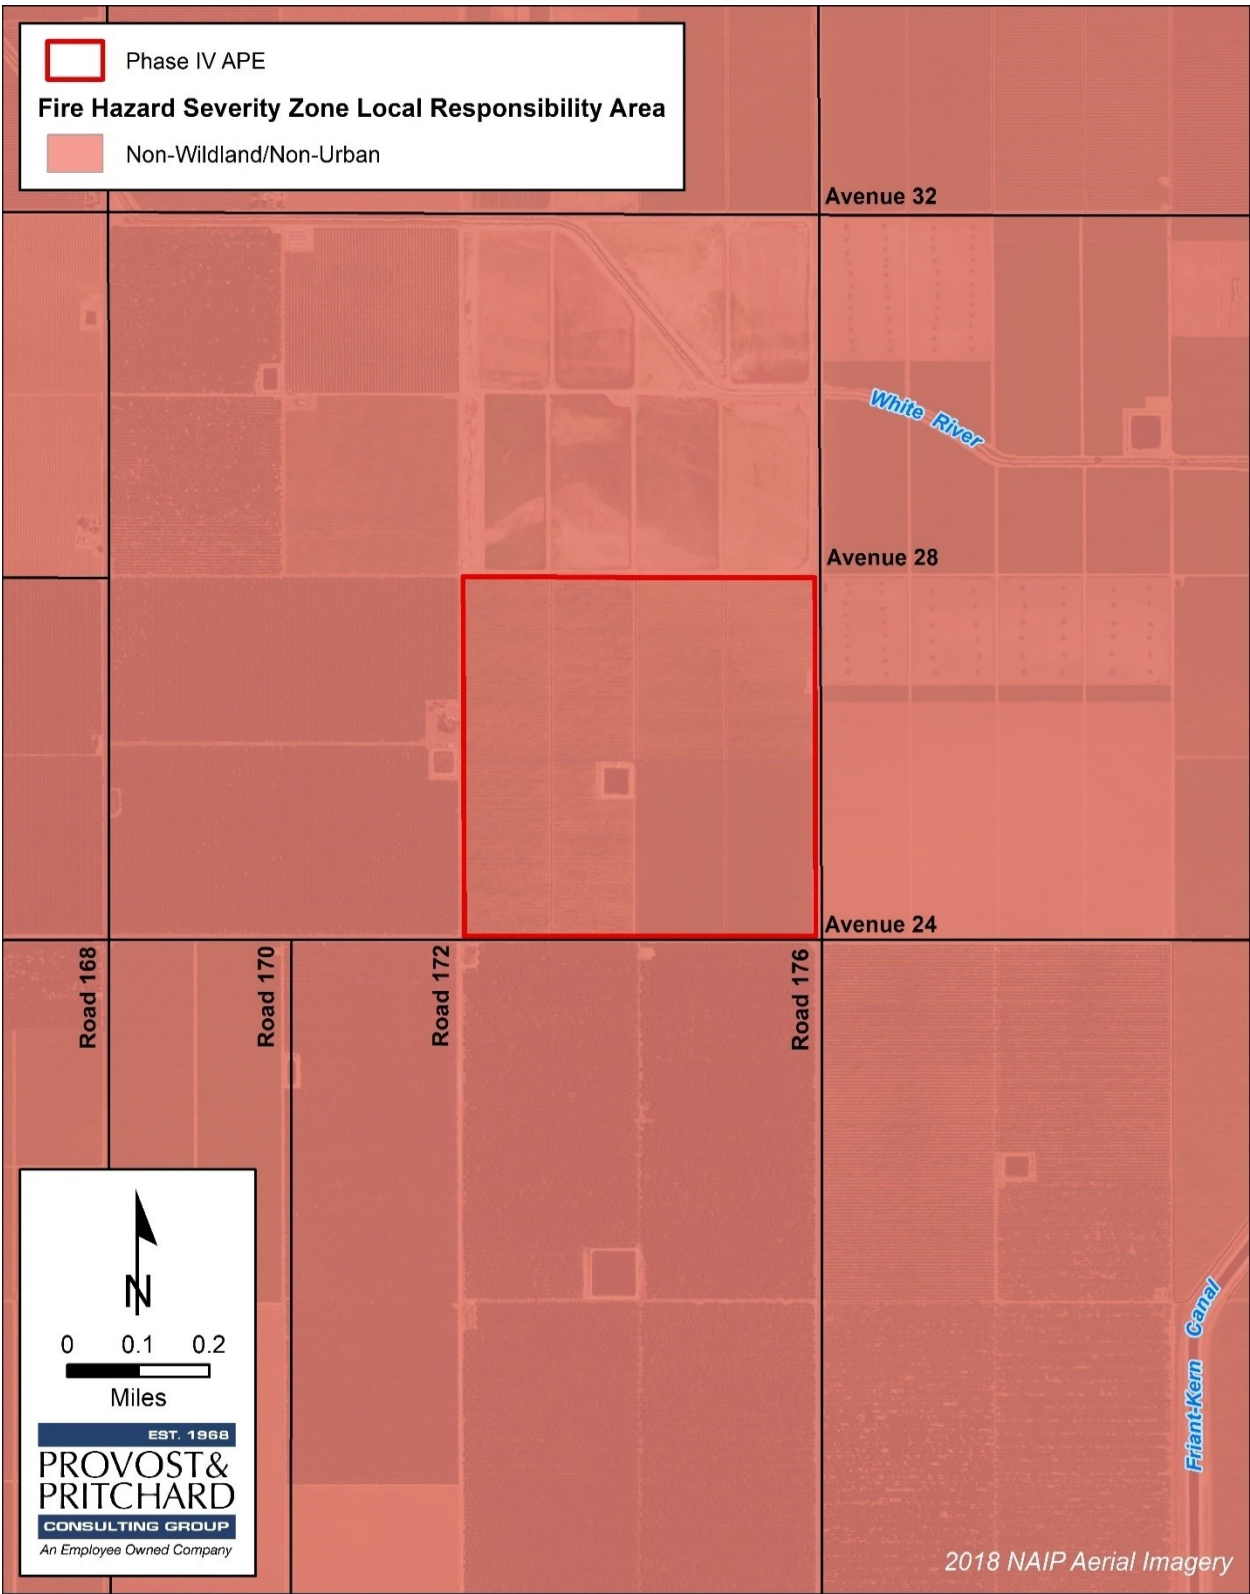 Phase IV APE
Fire Hazard Severity Zone Local Responsibility Area
Non-Wildland/Non-Urban
Avenue 32
White River
Avenue 28
Avenue 24
Road 168
Road 170
Road 172
Road 176
N
0 0.1 0.2
Miles
EST. 1968
PROVOST&
PRITCHARD
CONSULTING GROUP
An Employee Owned Company
Friant-Kern Canal
2018 NAIP Aerial Imagery